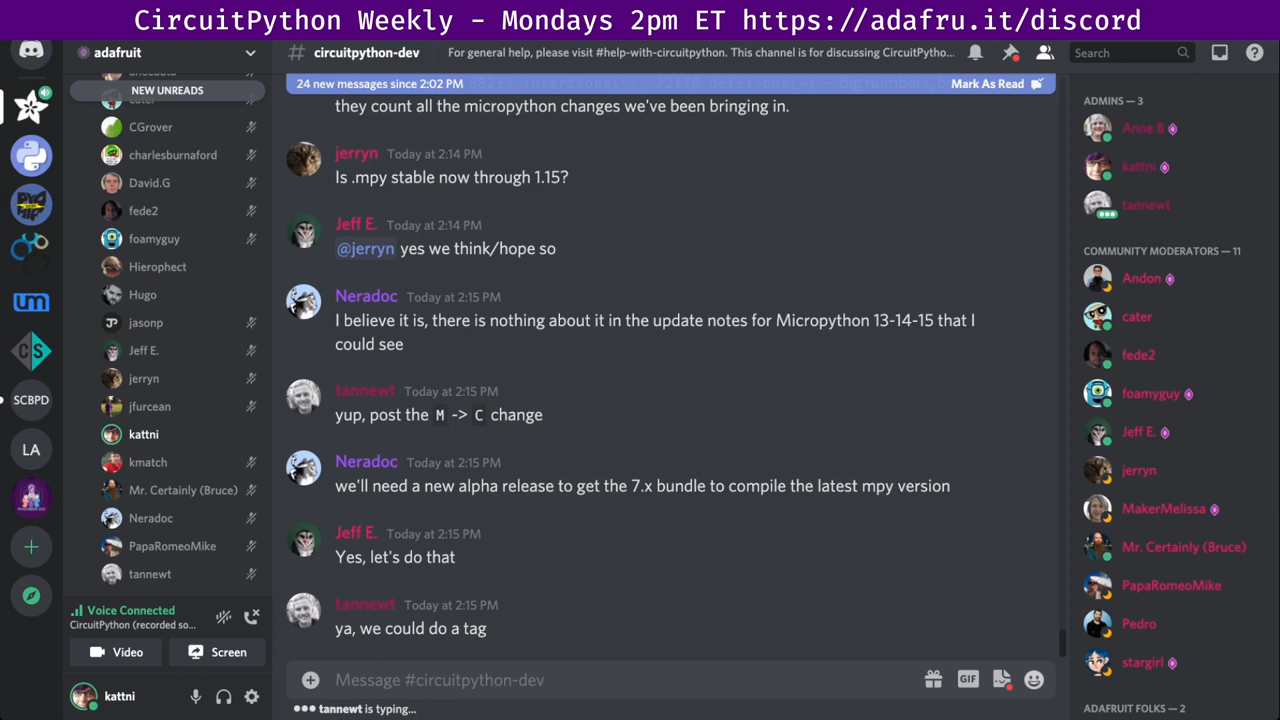 CircuitPython Weekly - Mondays 2pm ET https://adafru.it/discord
adafruit
NEW UNREADS
cater
CGrover
charlesburnaford
David.G
fede2
foamyguy
Hierophect
Hugo
jasonp
Jeff E.
jerryn
jfurcean
kattni
kmatch
Mr. Certainly (Bruce)
Neradoc
PapaRomeoMike
tannewt
Voice Connected
CircuitPython (recorded so...
Video
Screen
kattni
SCBPD
LA
# circuitpython-dev
For general help, please visit #help-with-circuitpython. This channel is for discussing CircuitPytho...
Search
24 new messages since 2:02 PM
Mark As Read
they count all the micropython changes we've been bringing in.
jerryn Today at 2:14 PM
Is .mpy stable now through 1.15?
Jeff E. Today at 2:14 PM
@jerryn yes we think/hope so
Neradoc Today at 2:15 PM
I believe it is, there is nothing about it in the update notes for Micropython 13-14-15 that I
could see
tannewt Today at 2:15 PM
yup, post the M -> C change
Neradoc Today at 2:15 PM
we'll need a new alpha release to get the 7.x bundle to compile the latest mpy version
Jeff E. Today at 2:15 PM
Yes, let's do that
tannewt Today at 2:15 PM
ya, we could do a tag
Message #circuitpython-dev
GIF
tannewt is typing...
ADMINS — 3
Anne B
kattni
tannewt
COMMUNITY MODERATORS — 11
Andon
cater
fede2
foamyguy
Jeff E.
jerryn
MakerMelissa
Mr. Certainly (Bruce)
PapaRomeoMike
Pedro
stargirl
ADAFRUIT FOLKS — 2